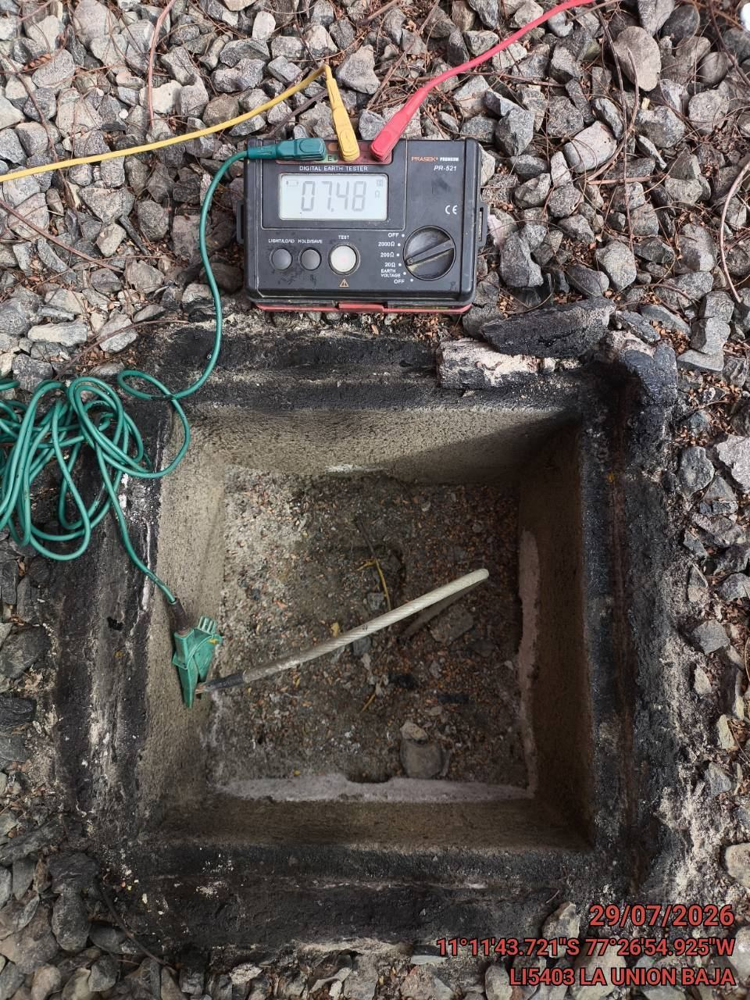 DIGITAL EARTH TESTER
PRASEK® PREMIUM
PR-521
07.48 Ω
CE
LIGHT/LOAD HOLD/SAVE TEST
OFF
2000Ω
200Ω
20Ω
EARTH
VOLTAGE
OFF
29/07/2026
11°11'43.721"S 77°26'54.925"W
LI5403 LA UNION BAJA